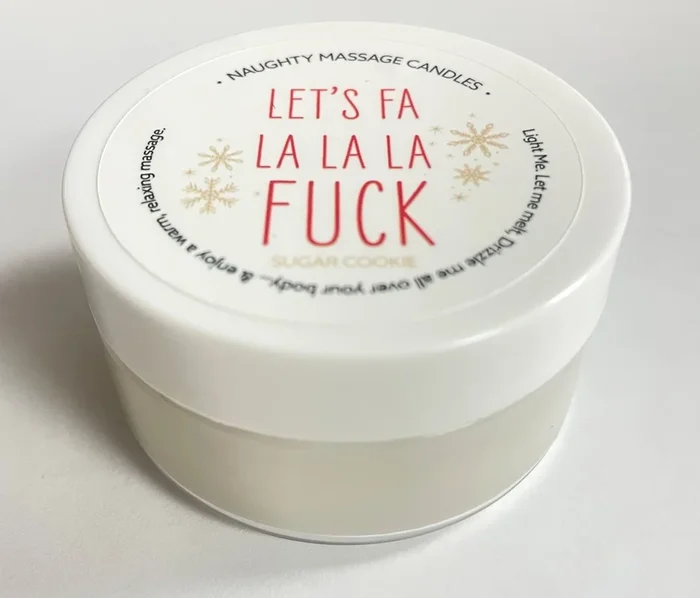 • NAUGHTY MASSAGE CANDLES •
LET'S FA
LA LA LA
FUCK
SUGAR COOKIE
Light Me. Let me melt, Drizzle me all over your body... & enjoy a warm, relaxing massage.